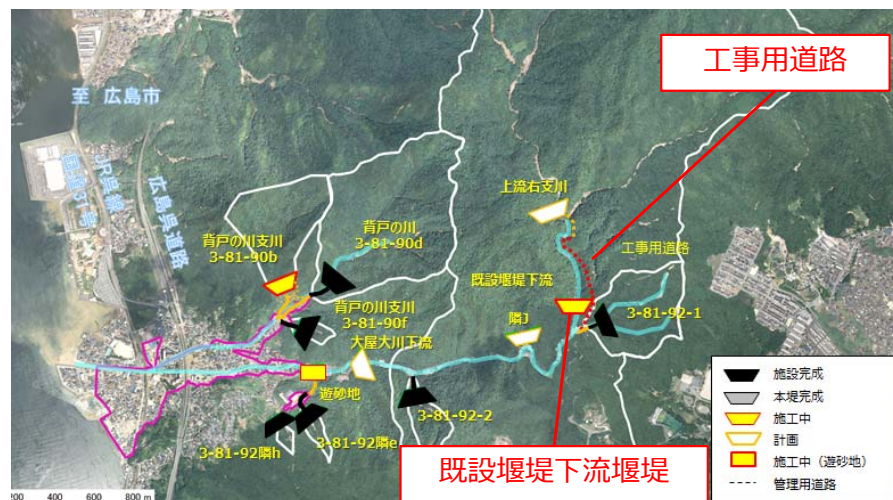 工事用道路
至 広島市
JR呉線
国道31号
広島呉道路
上流右支川
背戸の川支川
3-81-90b
背戸の川
3-81-90d
工事用道路
既設堰堤下流
3-81-92-1
背戸の川支川
3-81-90f
隣J
大屋大川下流
遊砂地
3-81-92-2
3-81-92隣h
3-81-92隣e
既設堰堤下流堰堤
施設完成
本堤完成
施工中
計画
施工中（遊砂地）
管理用道路
200 400 600 800 m